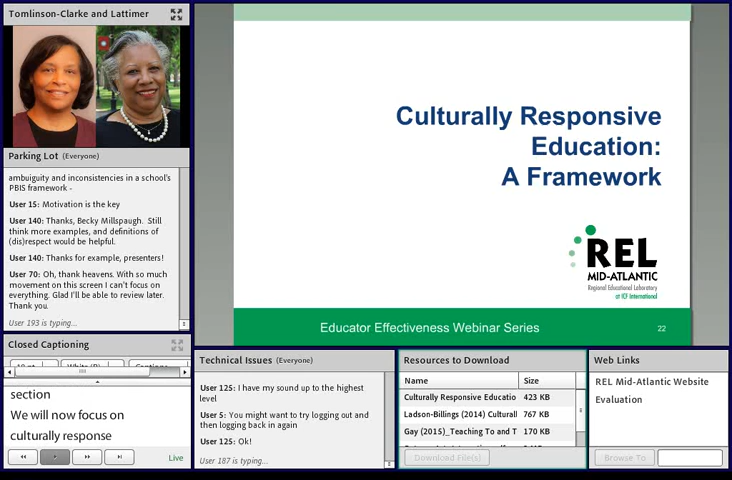 Tomlinson-Clarke and Lattimer
Parking Lot (Everyone)
ambuiguity and inconsistencies in a school's
PBIS framework -
User 15: Motivation is the key
User 140: Thanks, Becky Millspaugh. Still
think more examples, and definitions of
(dis)respect would be helpful.
User 140: Thanks for example, presenters!
User 70: Oh, thank heavens. With so much
movement on this screen I can't focus on
everything. Glad I'll be able to review later.
Thank you.
User 193 is typing...
Closed Captioning
section
We will now focus on
culturally response
Live
Culturally Responsive
Education:
A Framework
REL
MID-ATLANTIC
Regional Educational Laboratory
at ICF International
Educator Effectiveness Webinar Series
22
Technical Issues (Everyone)
User 125: I have my sound up to the highest
level
User 5: You might want to try logging out and
then logging back in again
User 125: Ok!
User 187 is typing...
Resources to Download
Name Size
Culturally Responsive Educatio 423 KB
Ladson-Billings (2014) Culturall 767 KB
Gay (2015)_Teaching To and T 170 KB
Download File(s)
Web Links
REL Mid-Atlantic Website
Evaluation
Browse To